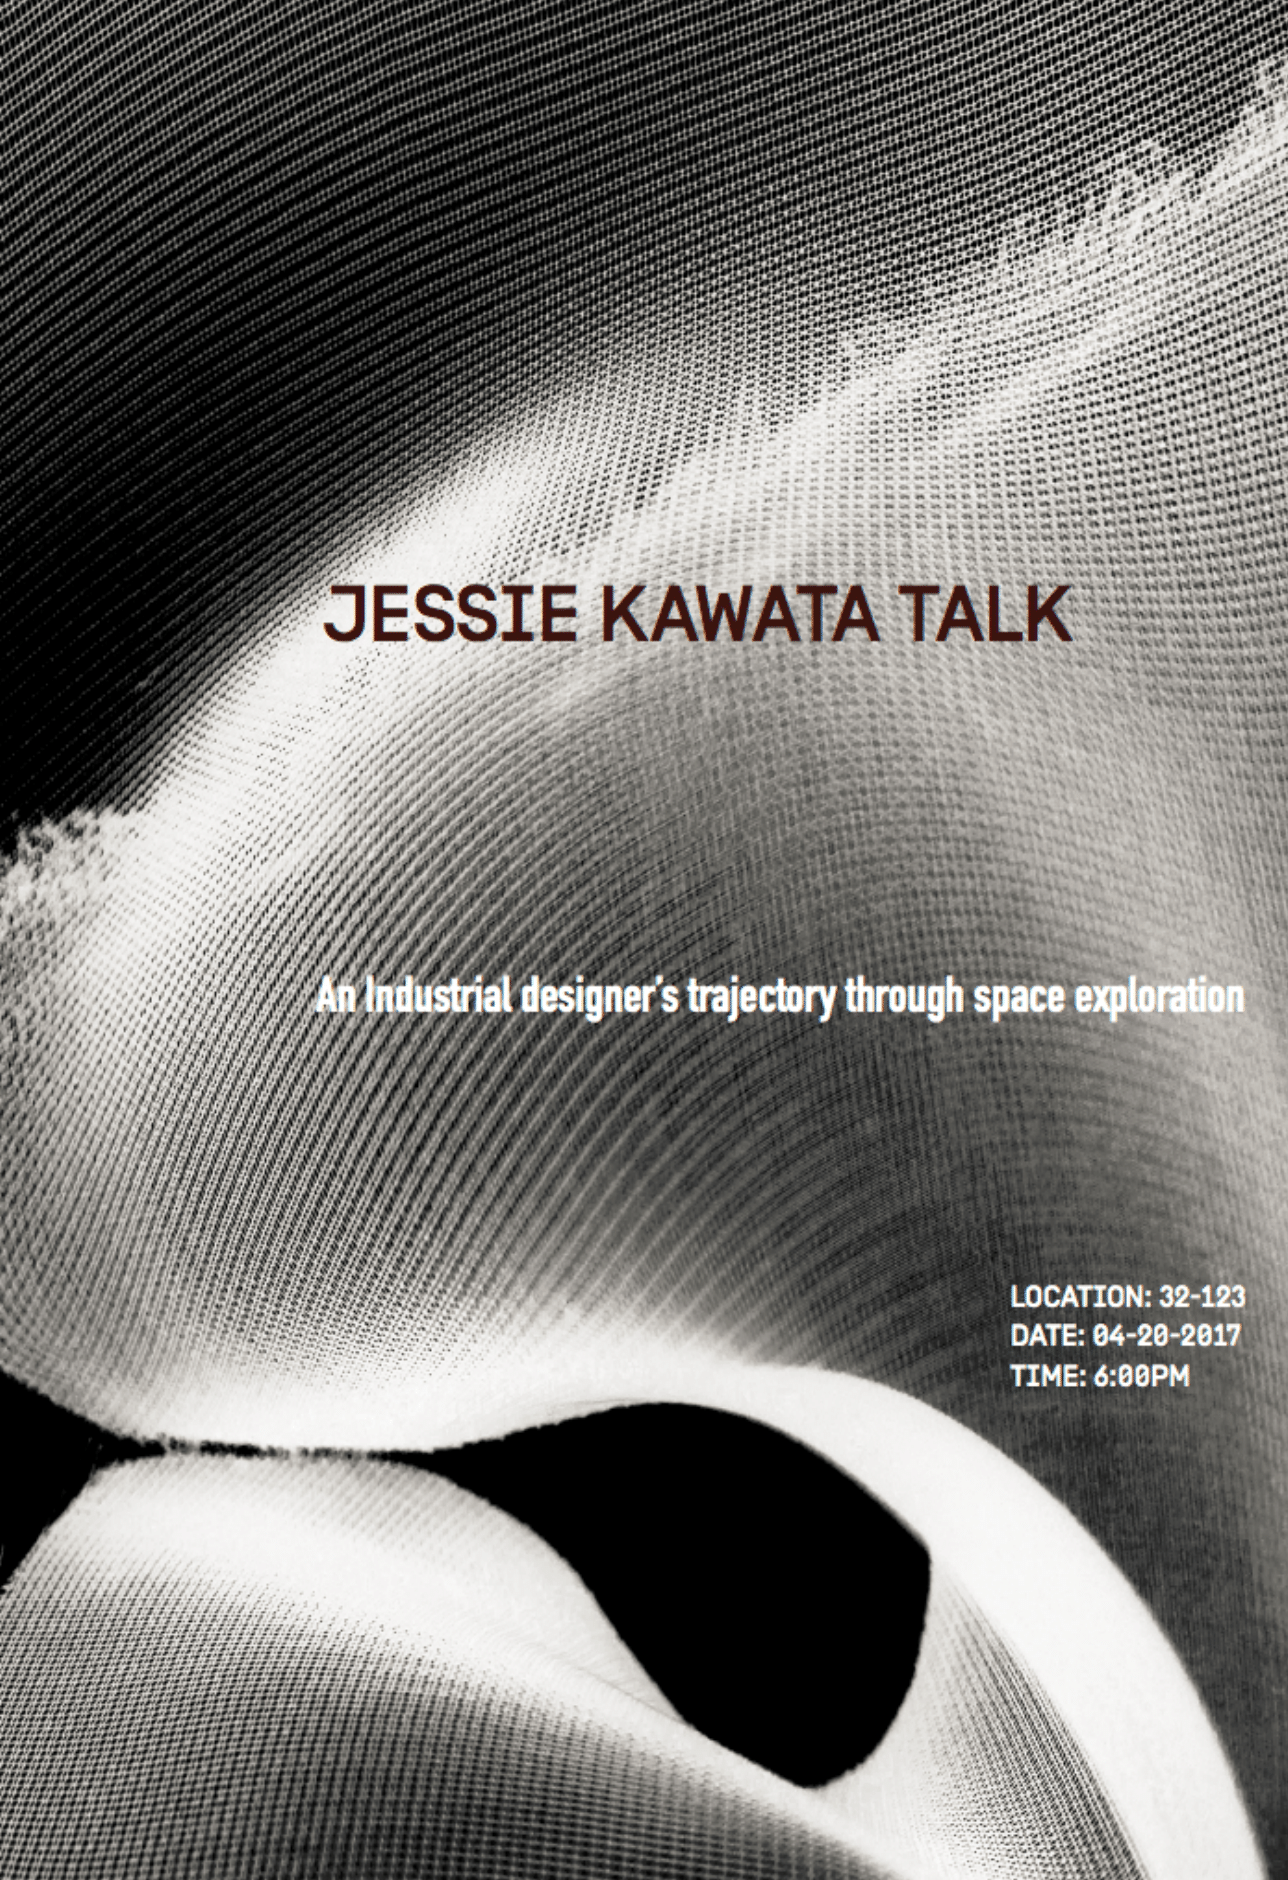 JESSIE KAWATA TALK
An Industrial designer's trajectory through space exploration
LOCATION: 32-123
DATE: 04-20-2017
TIME: 6:00PM